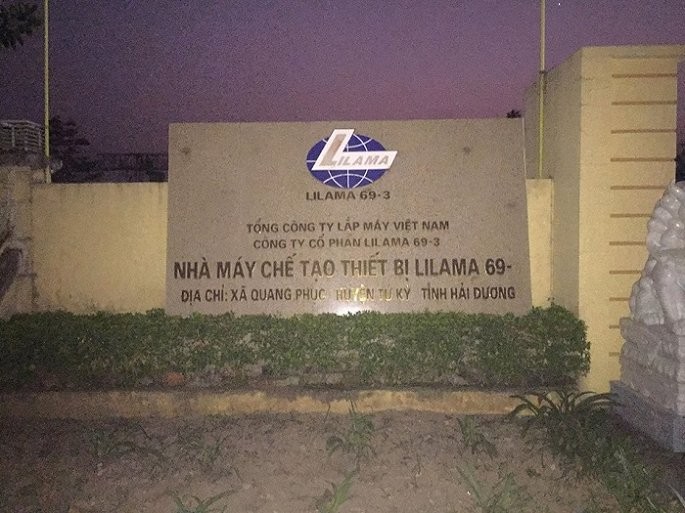 LILAMA
LILAMA 69-3
TỔNG CÔNG TY LẮP MÁY VIỆT NAM
CÔNG TY CỔ PHẦN LILAMA 69-3
NHÀ MÁY CHẾ TẠO THIẾT BỊ LILAMA 69-
ĐỊA CHỈ: XÃ QUANG PHỤC HUYỆN TỨ KỲ TỈNH HẢI DƯƠNG